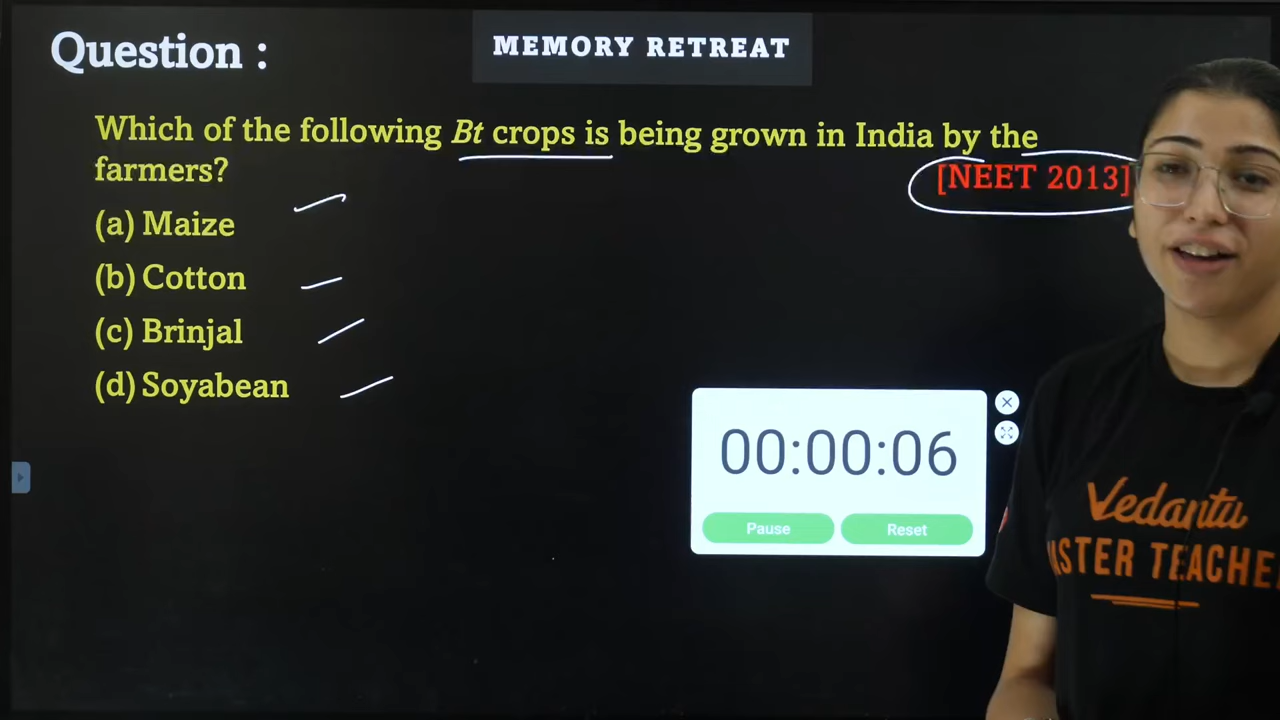 Question :
MEMORY RETREAT
Which of the following Bt crops is being grown in India by the
farmers?
[NEET 2013]
(a) Maize
(b) Cotton
(c) Brinjal
(d) Soyabean
00:00:06
Pause
Reset
Vedantu
ASTER TEACHE